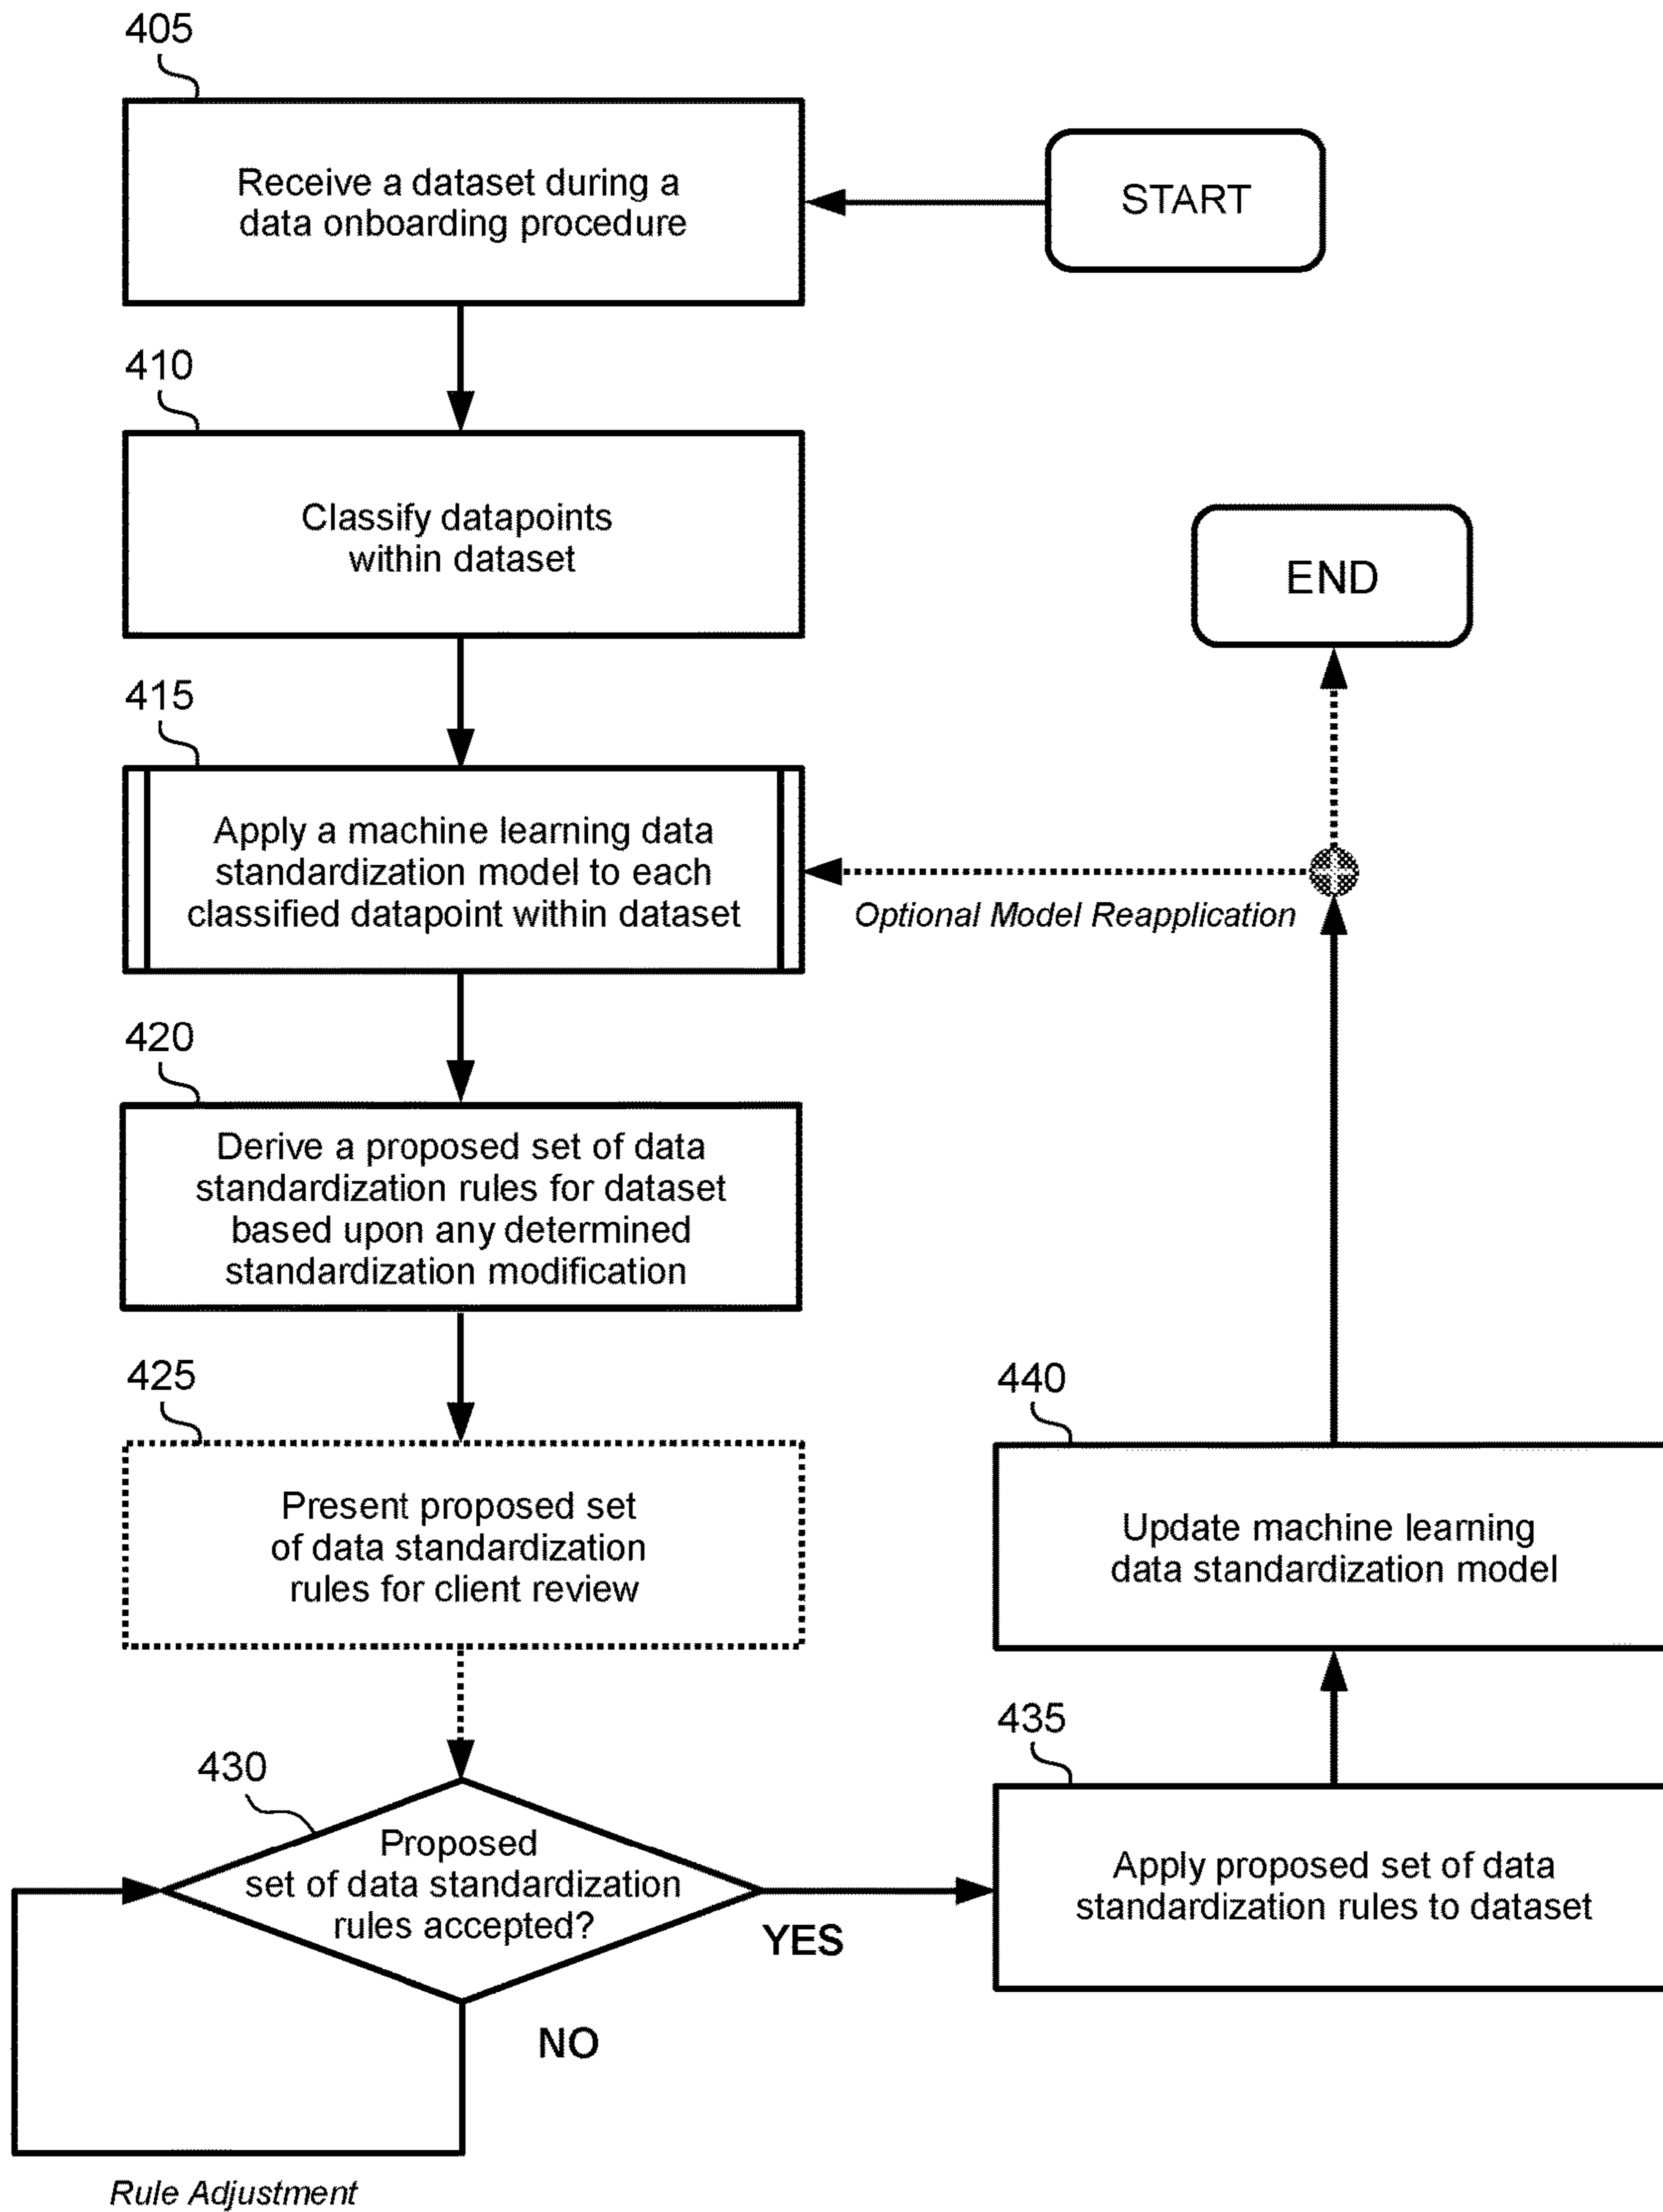 405
Receive a dataset during a
data onboarding procedure
START
410
Classify datapoints
within dataset
END
415
Apply a machine learning data
standardization model to each
classified datapoint within dataset
Optional Model Reapplication
420
Derive a proposed set of data
standardization rules for dataset
based upon any determined
standardization modification
425
Present proposed set
of data standardization
rules for client review
430
Proposed
set of data standardization
rules accepted?
YES
NO
Rule Adjustment
435
Apply proposed set of data
standardization rules to dataset
440
Update machine learning
data standardization model